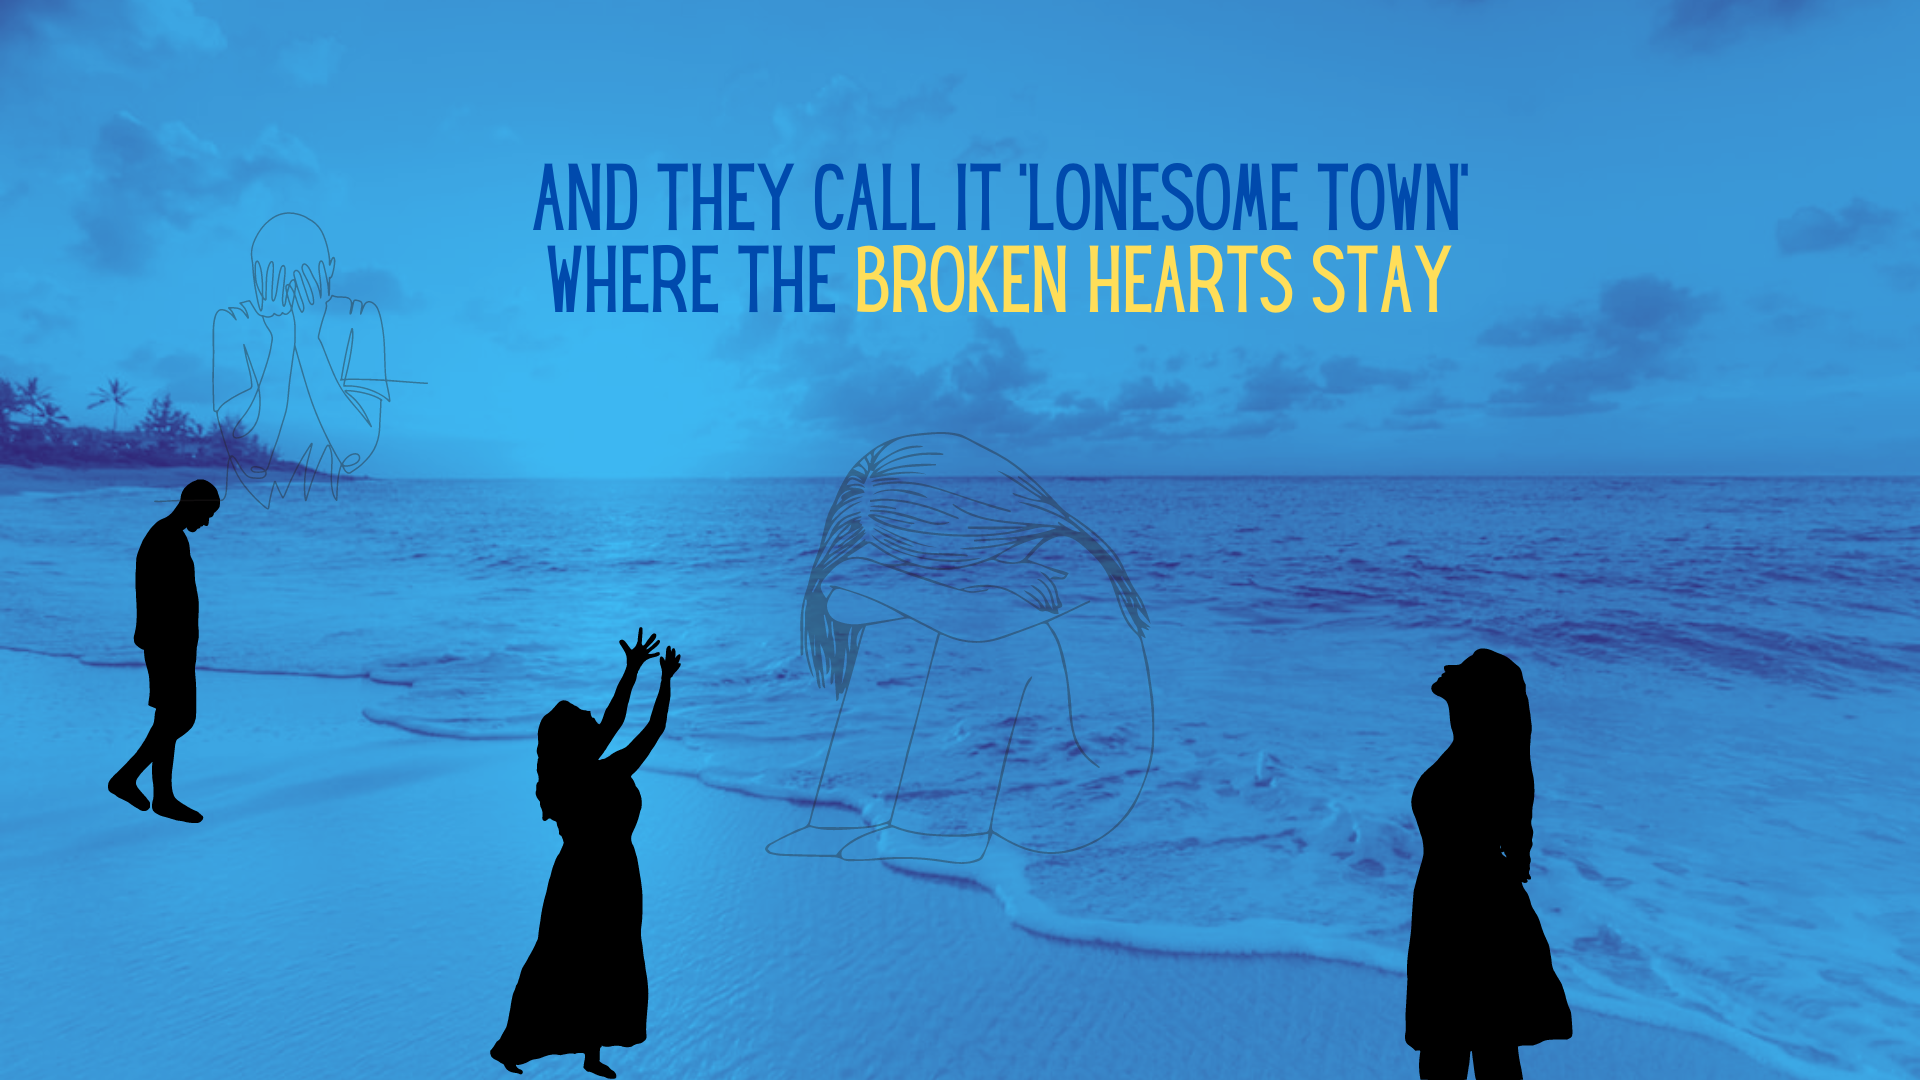 AND THEY CALL IT "LONESOME TOWN"
WHERE THE BROKEN HEARTS STAY